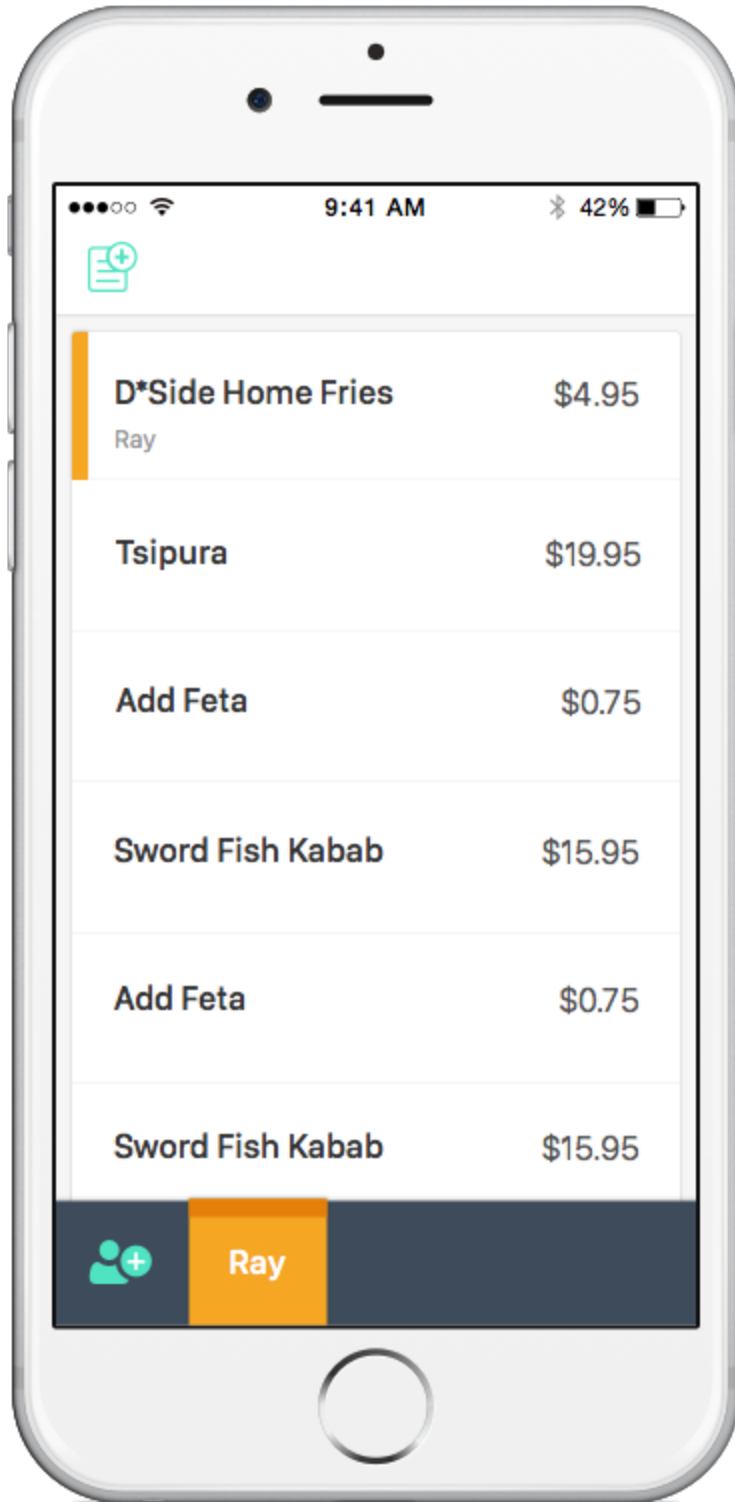 9:41 AM 42%
D*Side Home Fries $4.95
Ray
Tsipura $19.95
Add Feta $0.75
Sword Fish Kabab $15.95
Add Feta $0.75
Sword Fish Kabab $15.95
Ray